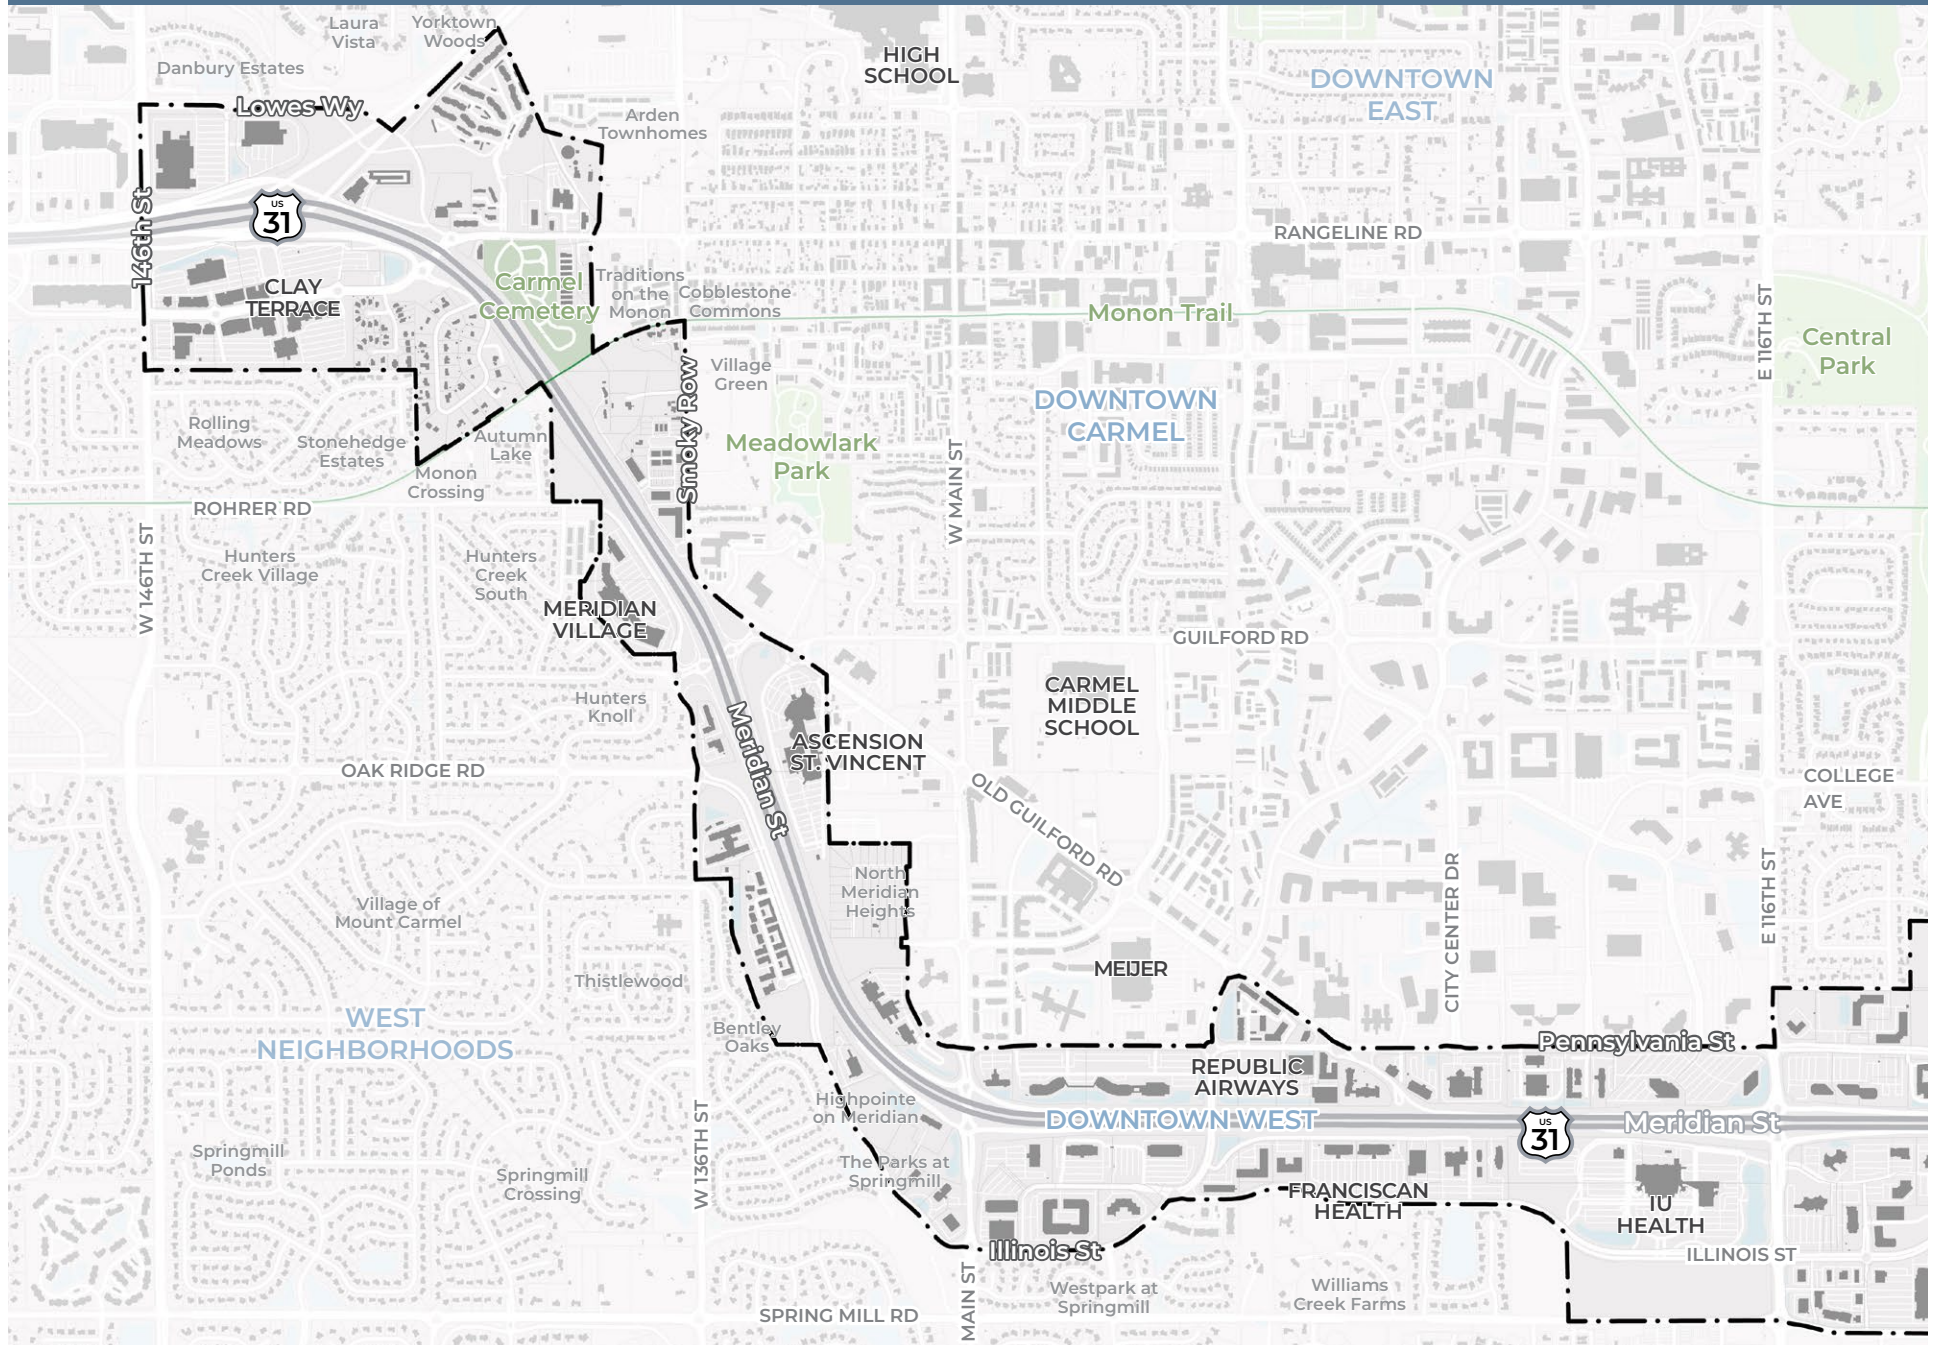 Laura
Vista
Yorktown
Woods
Danbury Estates
Lowes Wy
HIGH
SCHOOL
DOWNTOWN
EAST
Arden
Townhomes
146th St
US
31
RANGELINE RD
CLAY
TERRACE
Carmel
Cemetery
Traditions
on the
Monon
Cobblestone
Commons
Monon Trail
E 116TH ST
Central
Park
Village
Green
Smoky Row
DOWNTOWN
CARMEL
Rolling
Meadows
Stonehedge
Estates
Autumn
Lake
Monon
Crossing
Meadowlark
Park
W MAIN ST
ROHRER RD
W 146TH ST
Hunters
Creek Village
Hunters
Creek
South
MERIDIAN
VILLAGE
GUILFORD RD
Hunters
Knoll
CARMEL
MIDDLE
SCHOOL
Meridian St
ASCENSION
ST. VINCENT
OAK RIDGE RD
OLD GUILFORD RD
COLLEGE
AVE
North
Meridian
Heights
CITY CENTER DR
E 116TH ST
Village of
Mount Carmel
Thistlewood
MEIJER
WEST
NEIGHBORHOODS
Bentley
Oaks
Pennsylvania St
REPUBLIC
AIRWAYS
Highpointe
on Meridian
DOWNTOWN WEST
US
31
Meridian St
W 136TH ST
Springmill
Ponds
Springmill
Crossing
The Parks at
Springmill
FRANCISCAN
HEALTH
IU
HEALTH
Illinois St
ILLINOIS ST
MAIN ST
Westpark at
Springmill
Williams
Creek Farms
SPRING MILL RD